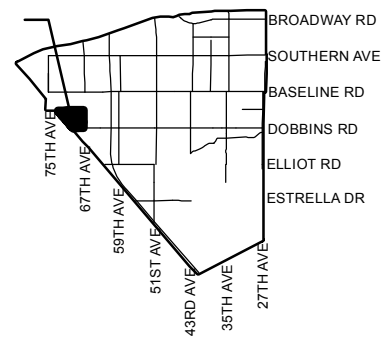 BROADWAY RD
SOUTHERN AVE
BASELINE RD
DOBBINS RD
ELLIOT RD
ESTRELLA DR
75TH AVE
67TH AVE
59TH AVE
51ST AVE
43RD AVE
35TH AVE
27TH AVE